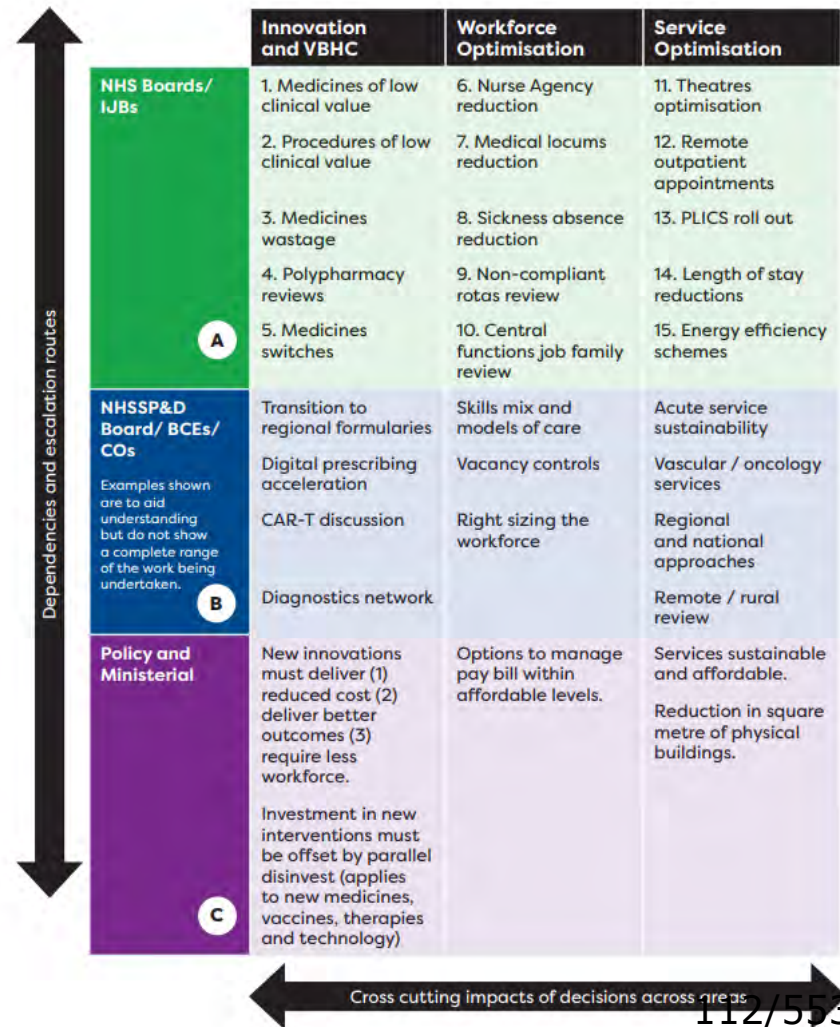 Innovation
and VBHC
Workforce
Optimisation
Service
Optimisation
NHS Boards/
IJBs
A
1. Medicines of low
clinical value
2. Procedures of low
clinical value
3. Medicines
wastage
4. Polypharmacy
reviews
5. Medicines
switches
6. Nurse Agency
reduction
7. Medical locums
reduction
8. Sickness absence
reduction
9. Non-compliant
rotas review
10. Central
functions job family
review
11. Theatres
optimisation
12. Remote
outpatient
appointments
13. PLICS roll out
14. Length of stay
reductions
15. Energy efficiency
schemes
NHSSP&D
Board/ BCEs/
COs
Examples shown
are to aid
understanding
but do not show
a complete range
of the work being
undertaken.
B
Transition to
regional formularies
Digital prescribing
acceleration
CAR-T discussion
Diagnostics network
Skills mix and
models of care
Vacancy controls
Right sizing the
workforce
Acute service
sustainability
Vascular / oncology
services
Regional
and national
approaches
Remote / rural
review
Policy and
Ministerial
C
New innovations
must deliver (1)
reduced cost (2)
deliver better
outcomes (3)
require less
workforce.
Investment in new
interventions must
be offset by parallel
disinvest (applies
to new medicines,
vaccines, therapies
and technology)
Options to manage
pay bill within
affordable levels.
Services sustainable
and affordable.
Reduction in square
metre of physical
buildings.
Dependencies and escalation routes
Cross cutting impacts of decisions across areas
112/553